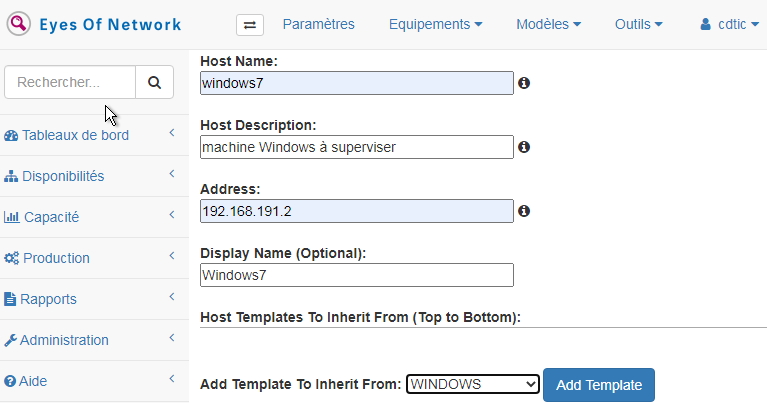 Eyes Of Network
Paramètres
Equipements
Modèles
Outils
cdtic
Rechercher...
Tableaux de bord
Disponibilités
Capacité
Production
Rapports
Administration
Aide
Host Name:
windows7
Host Description:
machine Windows à superviser
Address:
192.168.191.2
Display Name (Optional):
Windows7
Host Templates To Inherit From (Top to Bottom):
Add Template To Inherit From: WINDOWS Add Template